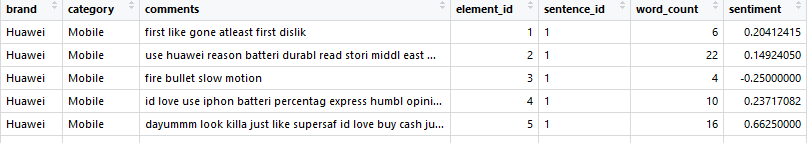 brand category comments element_id sentence_id word_count sentiment
Huawei Mobile first like gone atleast first dislik 1 1 6 0.20412415
Huawei Mobile use huawei reason batteri durabl read stori middl east ... 2 1 22 0.14924050
Huawei Mobile fire bullet slow motion 3 1 4 -0.25000000
Huawei Mobile id love use iphon batteri percentag express humbl opini... 4 1 10 0.23717082
Huawei Mobile dayummm look killa just like supersaf id love buy cash ju... 5 1 16 0.66250000